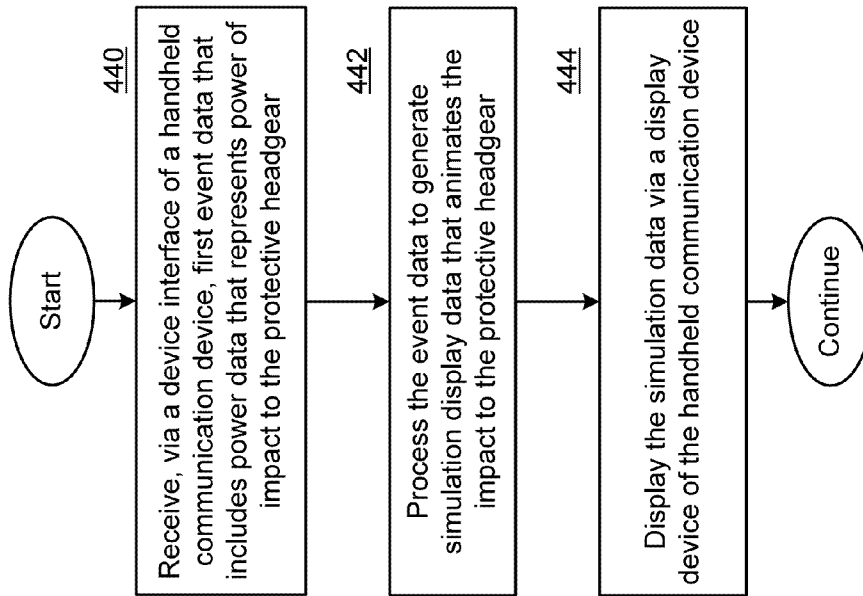 Start
440
Receive, via a device interface of a handheld
communication device, first event data that
includes power data that represents power of
impact to the protective headgear
442
Process the event data to generate
simulation display data that animates the
impact to the protective headgear
444
Display the simulation data via a display
device of the handheld communication device
Continue